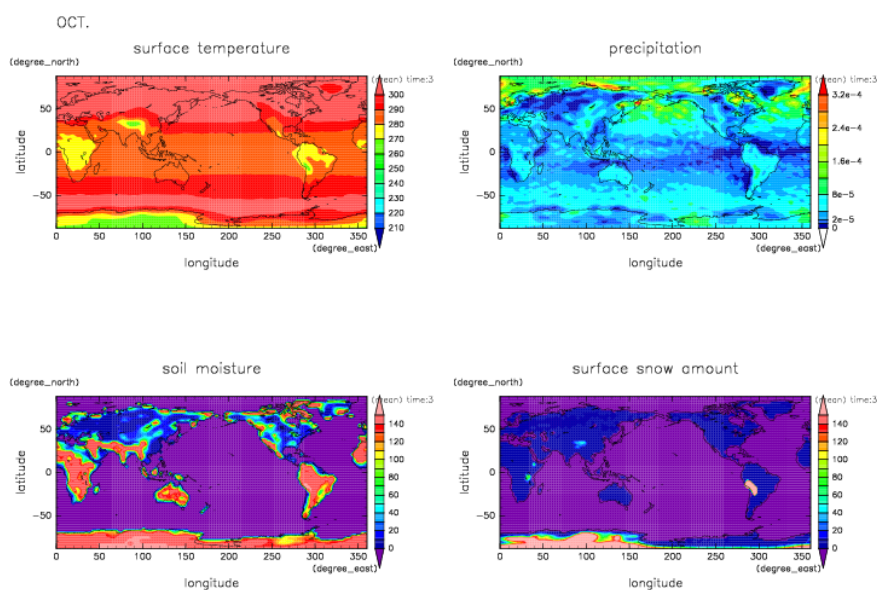 OCT.
surface temperature
(degree_north)
(mean) time:3
300
290
280
270
260
250
240
230
220
210
50
0
−50
latitude
0 50 100 150 200 250 300 350
(degree_east)
longitude
precipitation
(degree_north)
(mean) time:3
3.2e−4
2.4e−4
1.6e−4
8e−5
2e−5
0
50
0
−50
latitude
0 50 100 150 200 250 300 350
(degree_east)
longitude
soil moisture
(degree_north)
(mean) time:3
140
120
100
80
60
40
20
0
50
0
−50
latitude
0 50 100 150 200 250 300 350
(degree_east)
longitude
surface snow amount
(degree_north)
(mean) time:3
140
120
100
80
60
40
20
0
50
0
−50
latitude
0 50 100 150 200 250 300 350
(degree_east)
longitude